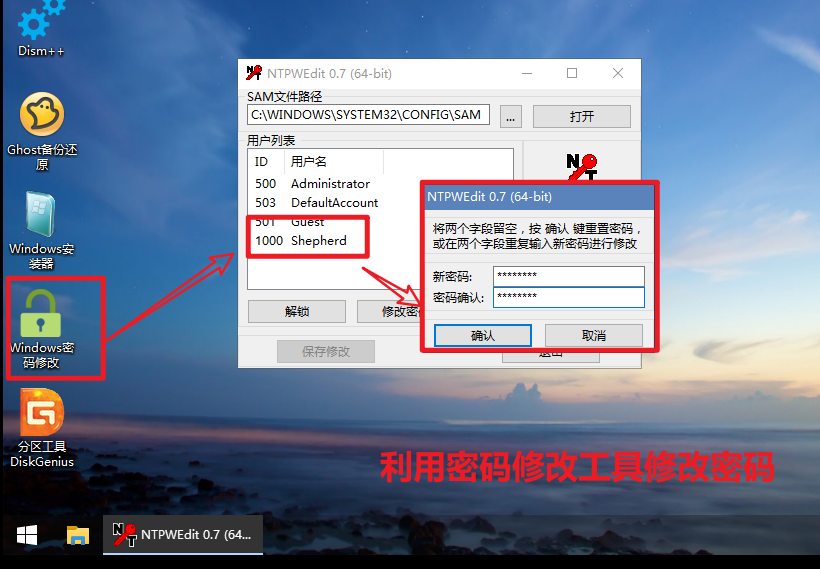 Dism++
Ghost备份还
原
Windows安
装器
Windows密
码修改
分区工具
DiskGenius
NTPWEdit 0.7 (64-bit)
SAM文件路径
C:\WINDOWS\SYSTEM32\CONFIG\SAM
...
打开
用户列表
ID 用户名
500 Administrator
503 DefaultAccount
501 Guest
1000 Shepherd
NT
解锁
修改密
保存修改
退出
NTPWEdit 0.7 (64-bit)
将两个字段留空，按 确认 键重置密码，
或在两个字段重复输入新密码进行修改
新密码: ********
密码确认: ********
确认
取消
利用密码修改工具修改密码
NTPWEdit 0.7 (64...